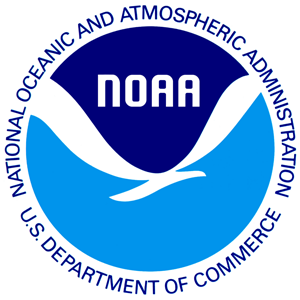 NATIONAL OCEANIC AND ATMOSPHERIC ADMINISTRATION
NOAA
U.S. DEPARTMENT OF COMMERCE